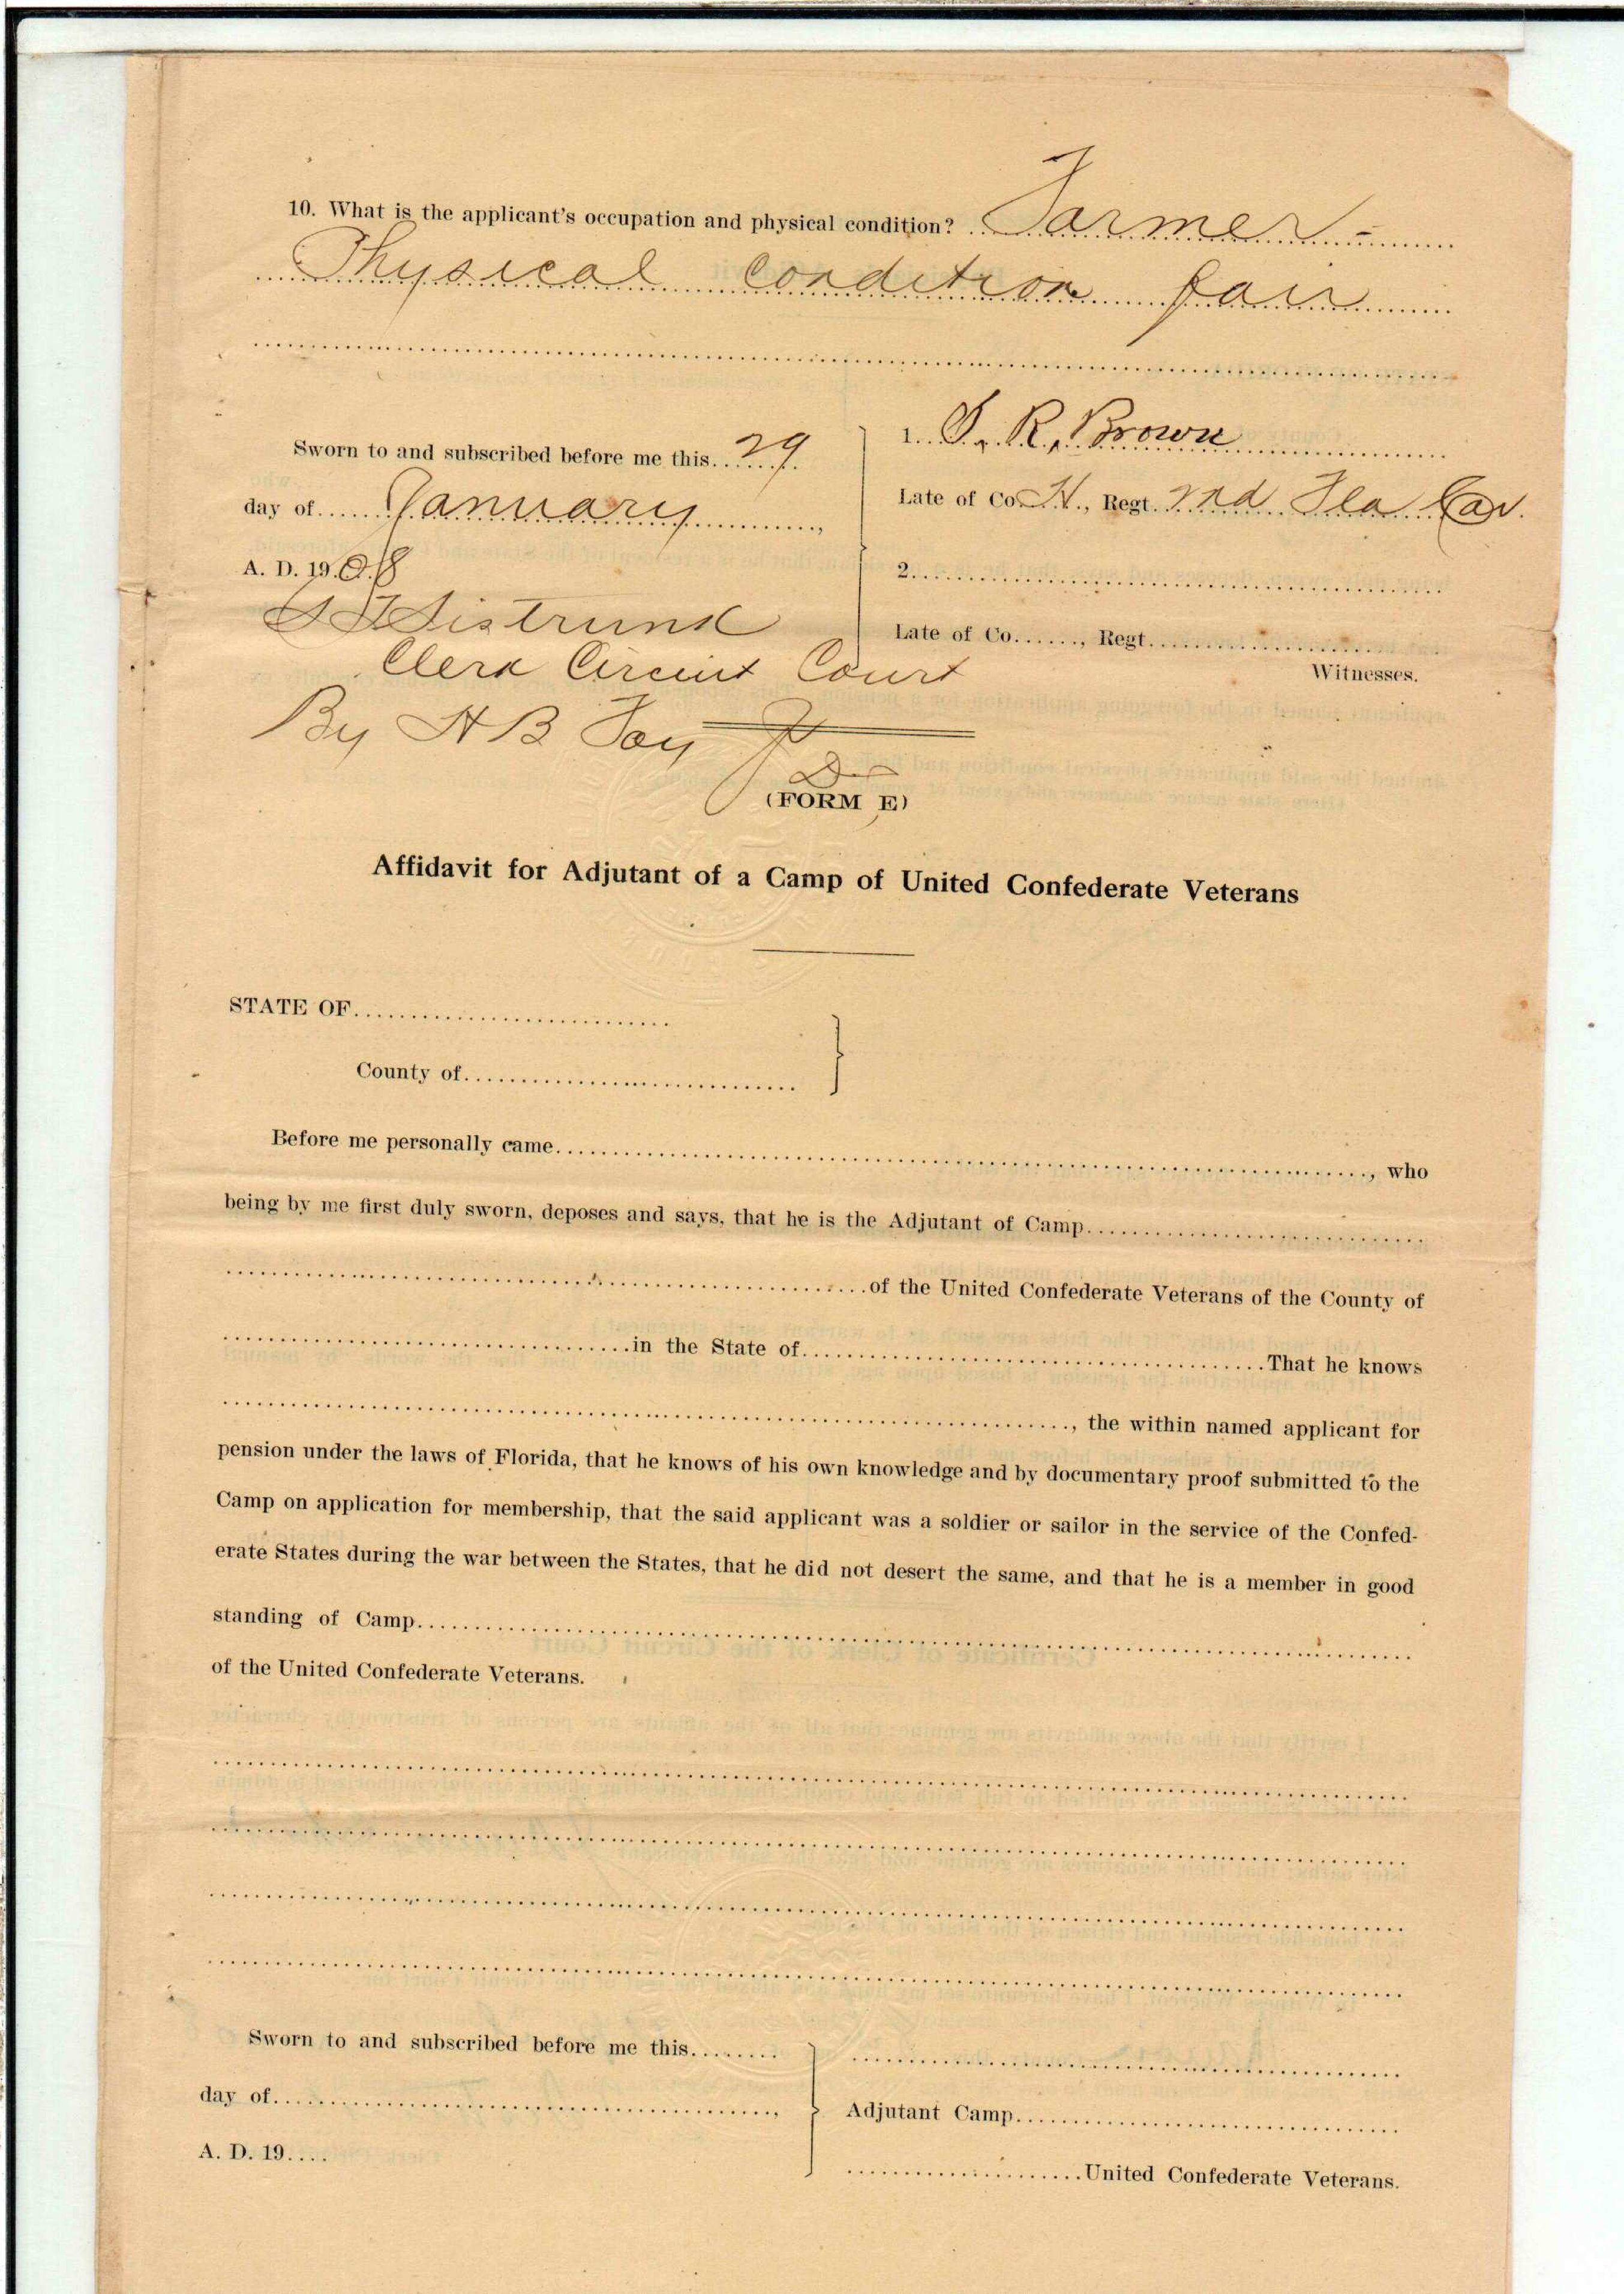 10. What is the applicant's occupation and physical condition? Farmer -
Physical Condition fair
Sworn to and subscribed before me this 29
day of January,
A. D. 1908
Sistrunk
Clerk Circuit Court
By H B Foy
D
1. R. Brown
Late of Co. H., Regt. 2nd Fla Cav.
2.
Late of Co......, Regt.
Witnesses.
(FORM E)
Affidavit for Adjutant of a Camp of United Confederate Veterans
STATE OF
County of
Before me personally came, who
being by me first duly sworn, deposes and says, that he is the Adjutant of Camp
of the United Confederate Veterans of the County of
in the State of That he knows
, the within named applicant for
pension under the laws of Florida, that he knows of his own knowledge and by documentary proof submitted to the
Camp on application for membership, that the said applicant was a soldier or sailor in the service of the Confed-
erate States during the war between the States, that he did not desert the same, and that he is a member in good
standing of Camp
of the United Confederate Veterans.
Sworn to and subscribed before me this
day of,
A. D. 19....
Adjutant Camp
United Confederate Veterans.